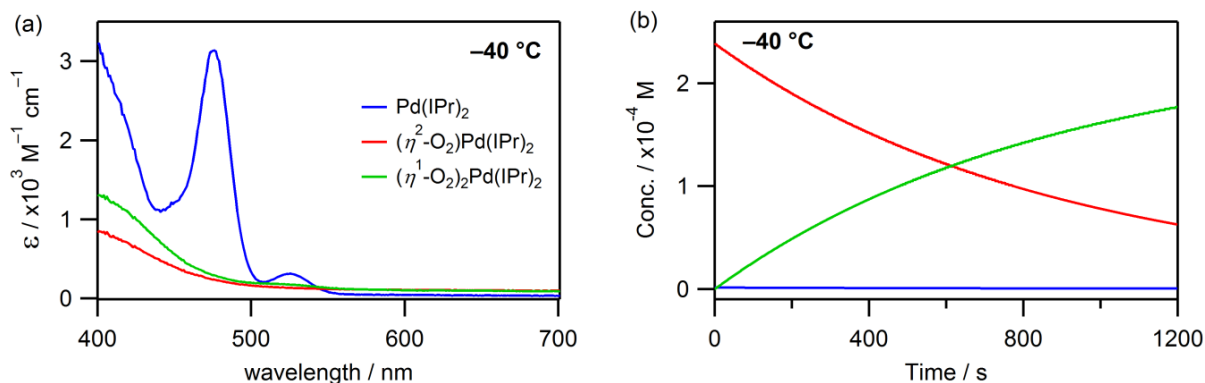 (a)
–40 °C
3
2
1
0
ε / x10³ M⁻¹ cm⁻¹
Pd(IPr)₂
(η²-O₂)Pd(IPr)₂
(η¹-O₂)₂Pd(IPr)₂
400
500
600
700
wavelength / nm
(b)
–40 °C
2
1
0
Conc. / x10⁻⁴ M
0
400
800
1200
Time / s